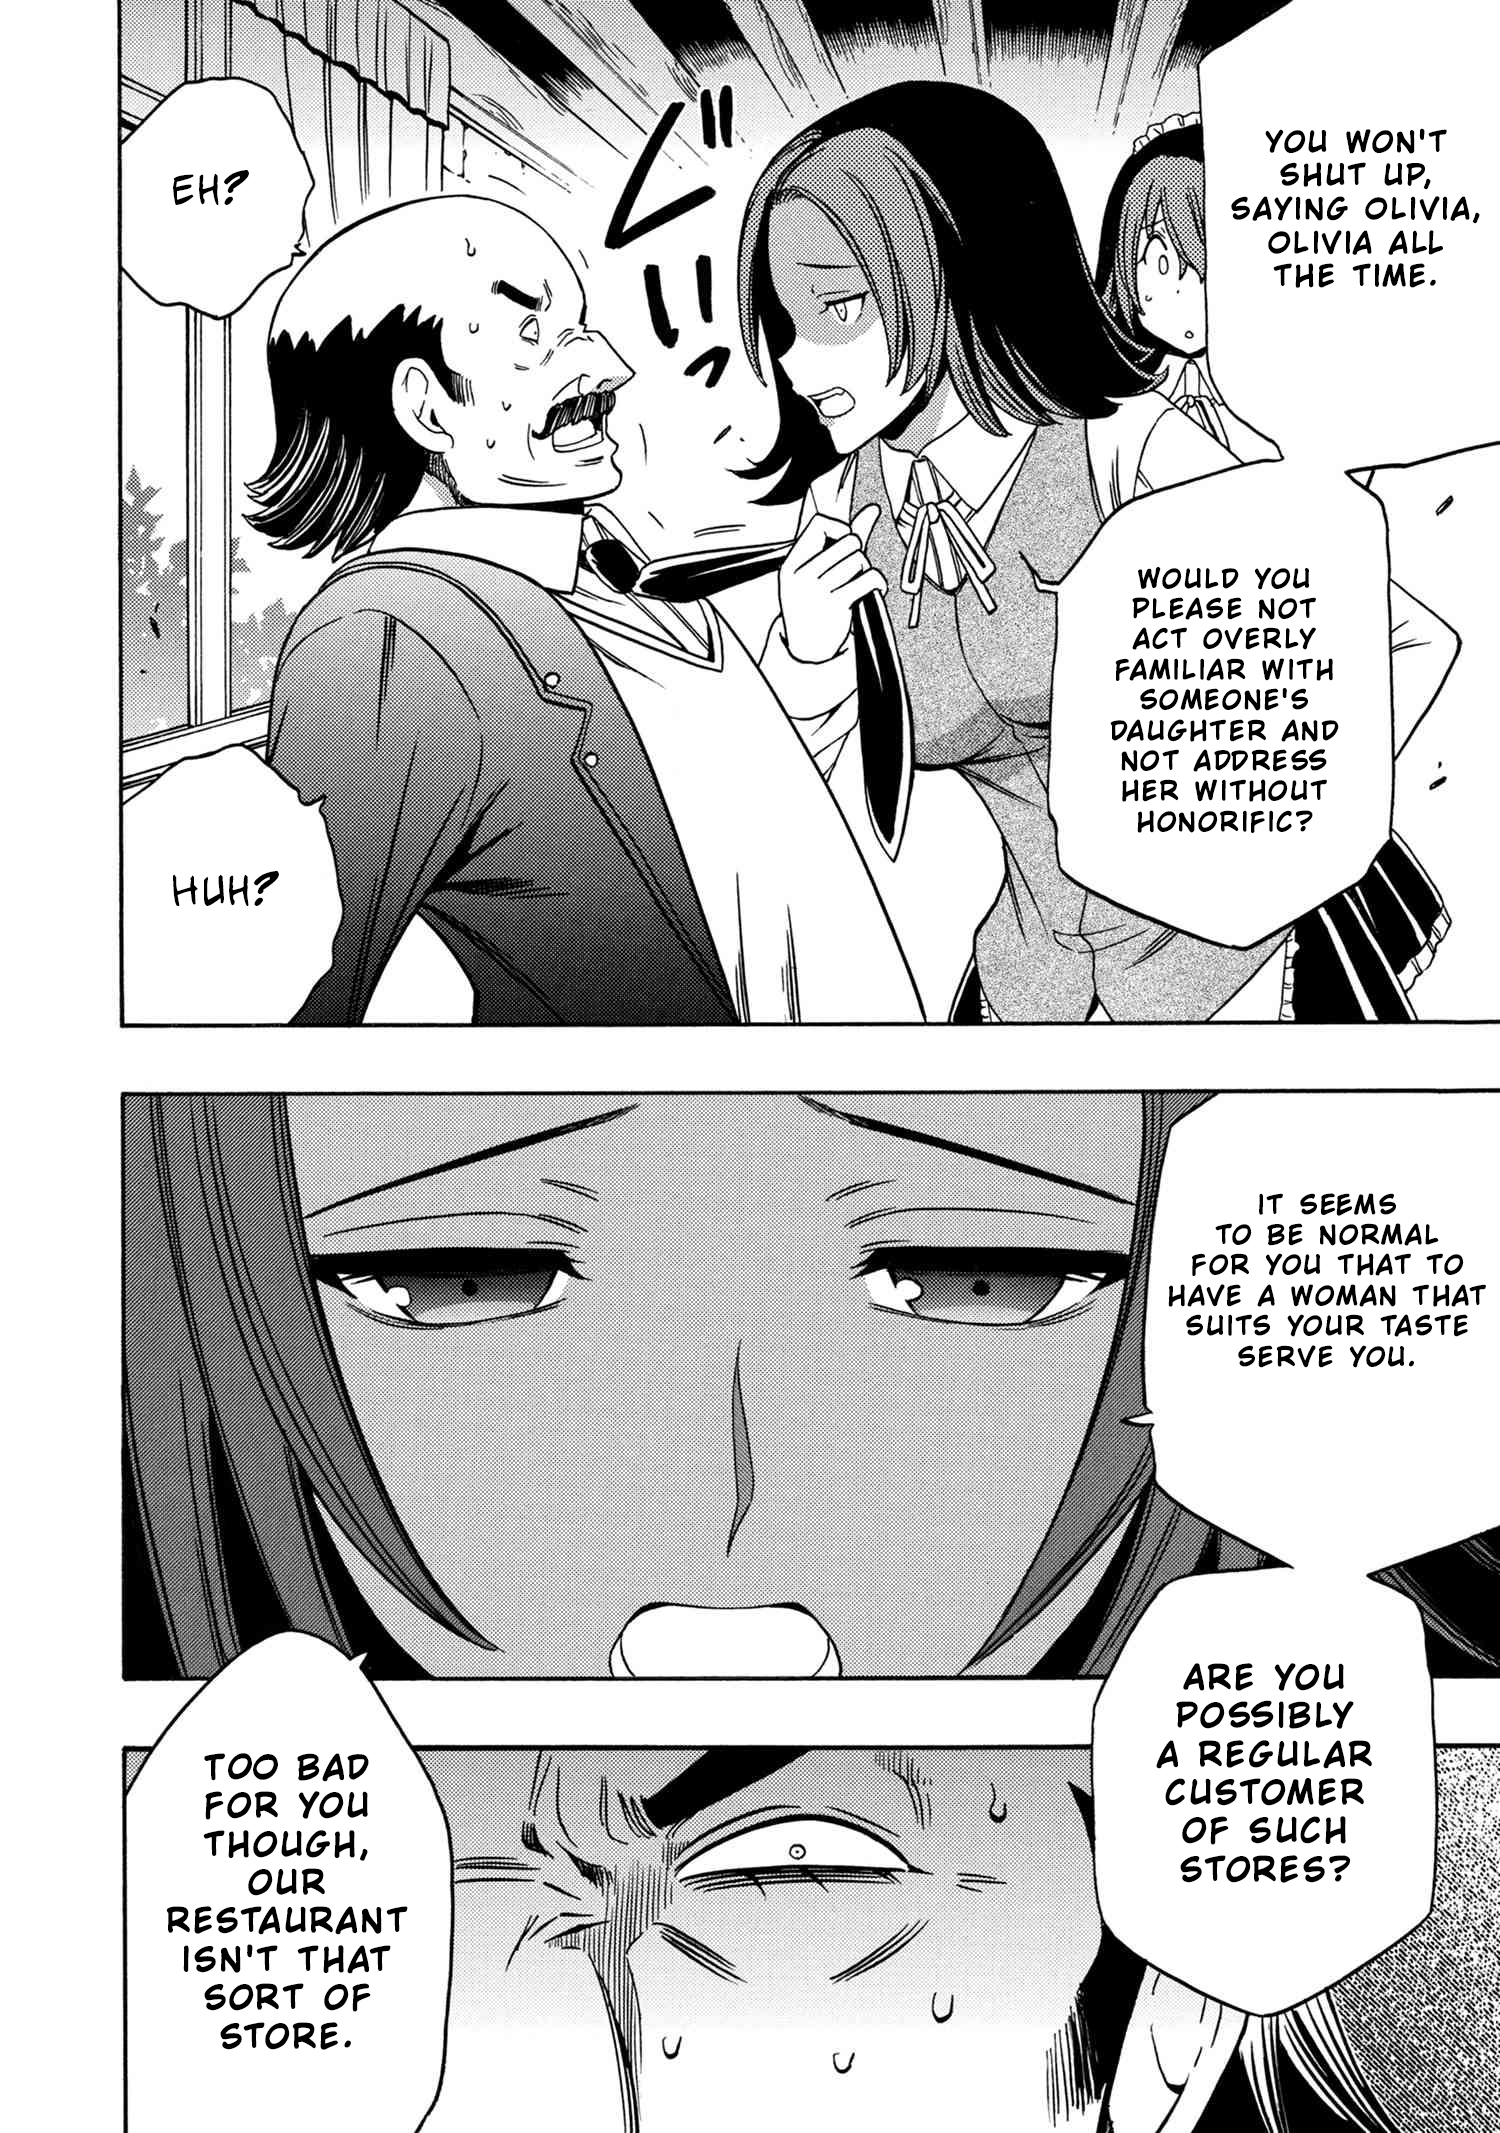 YOU WON'T
SHUT UP,
SAYING OLIVIA,
OLIVIA ALL
THE TIME.
WOULD YOU
PLEASE NOT
ACT OVERLY
FAMILIAR WITH
SOMEONE'S
DAUGHTER AND
NOT ADDRESS
HER WITHOUT
HONORIFIC?
EH?
HUH?
IT SEEMS
TO BE NORMAL
FOR YOU THAT TO
HAVE A WOMAN THAT
SUITS YOUR TASTE
SERVE YOU.
ARE YOU
POSSIBLY
A REGULAR
CUSTOMER
OF SUCH
STORES?
TOO BAD
FOR YOU
THOUGH,
OUR
RESTAURANT
ISN'T THAT
SORT OF
STORE.